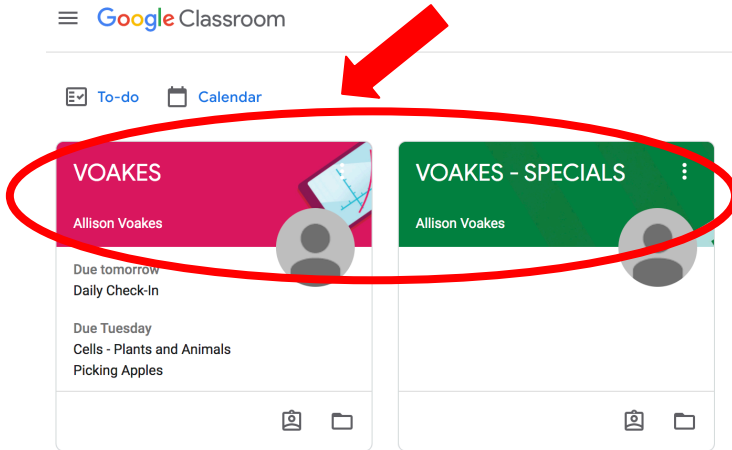 Google Classroom
To-do Calendar
VOAKES
Allison Voakes
Due tomorrow
Daily Check-In
Due Tuesday
Cells - Plants and Animals
Picking Apples
VOAKES - SPECIALS
Allison Voakes